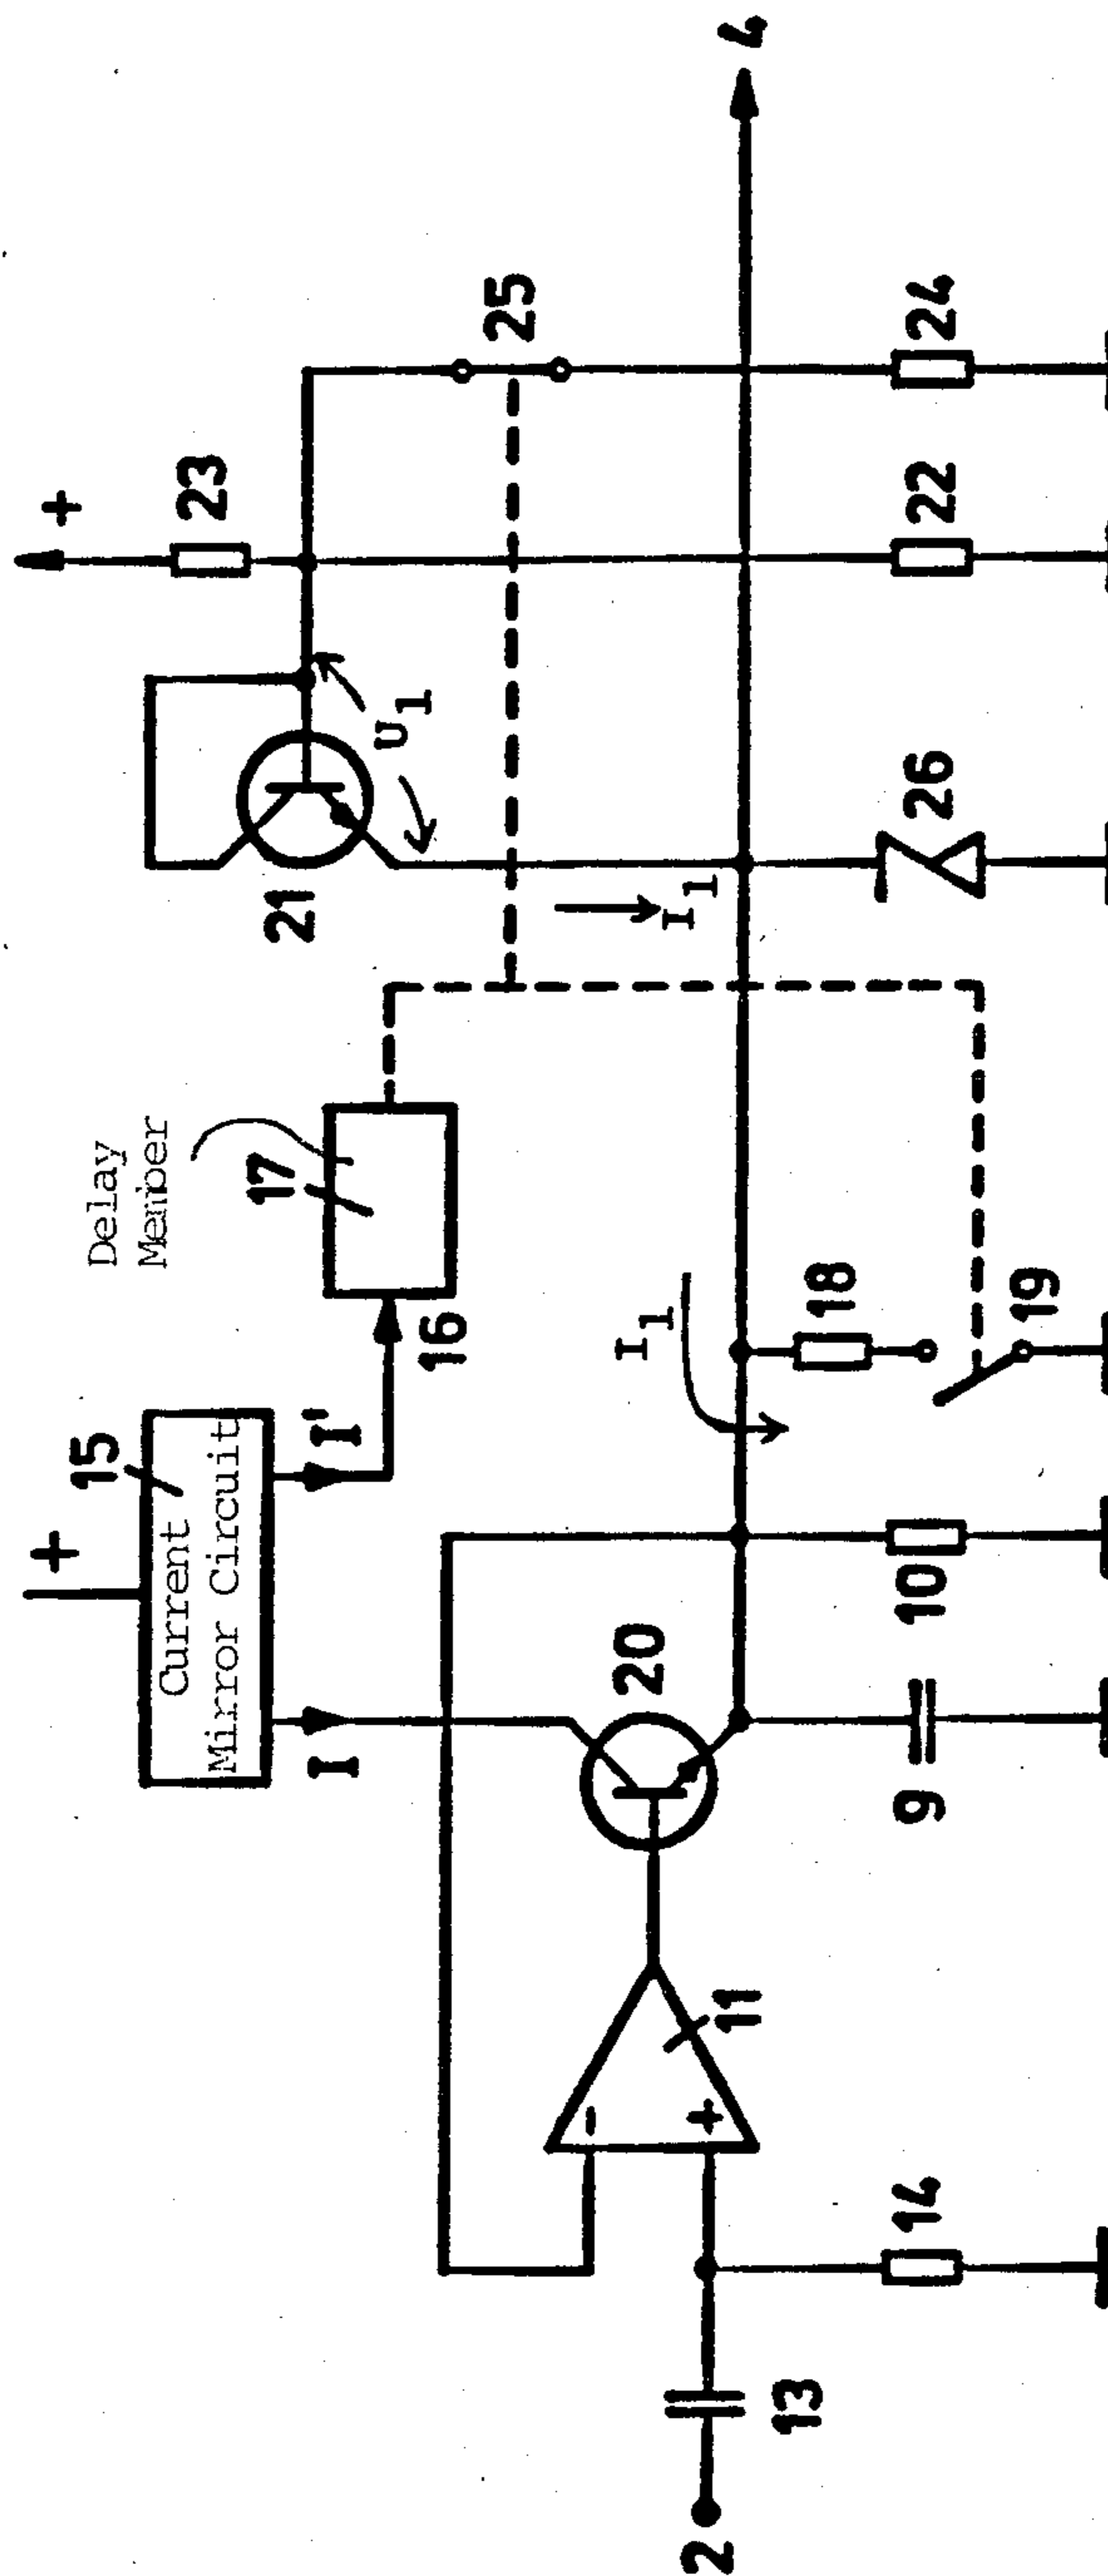 +
15
Current
Mirror Circuit
I
I'
Delay
Member
17
16
+
23
21
U1
25
I1
20
I1
-
+
11
2
13
14
9
10
18
19
26
22
24
4